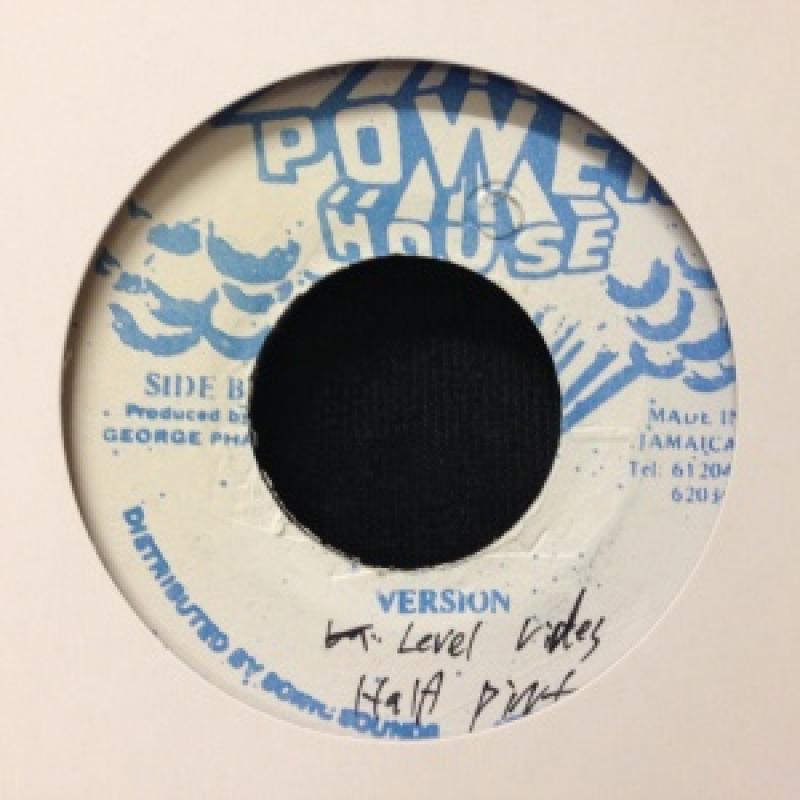 POWER
HOUSE
SIDE B
Produced by
GEORGE PHA
MADE IN
JAMAICA
Tel: 61204
6203
DISTRIBUTED BY SONIC SOUNDS
VERSION
Level Vibes
Half Pint